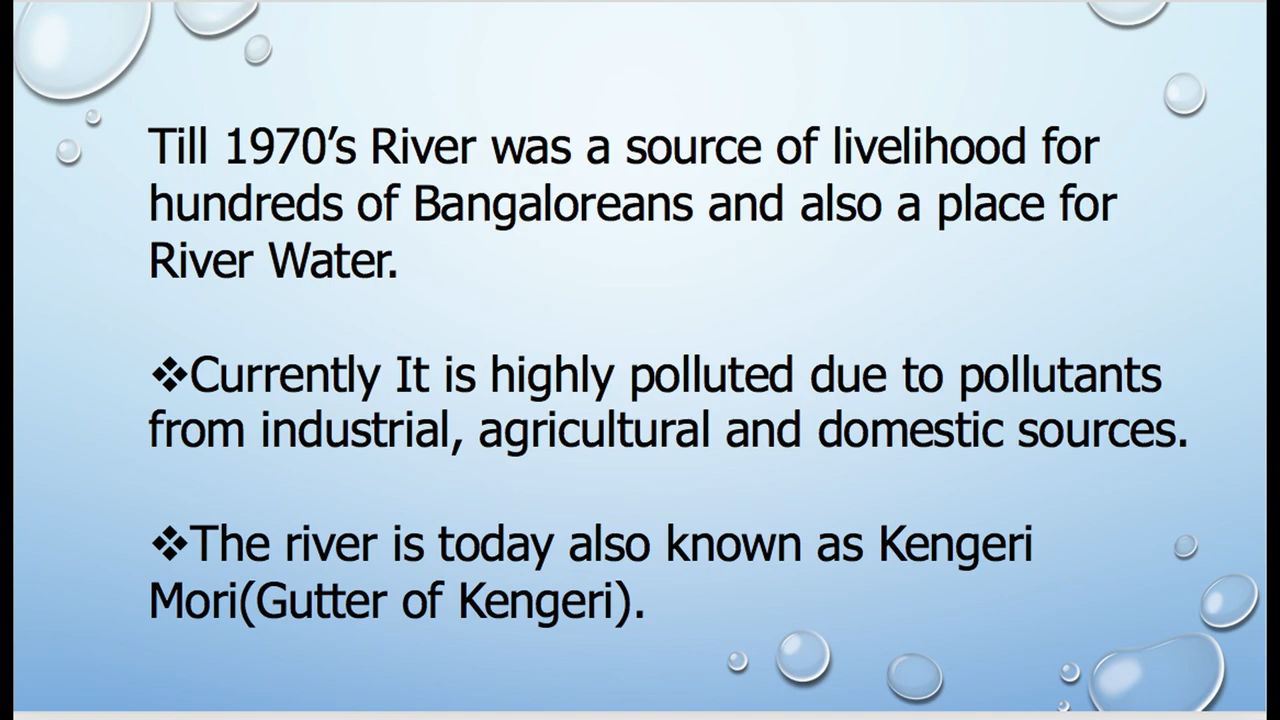 Till 1970’s River was a source of livelihood for
hundreds of Bangaloreans and also a place for
River Water.
❖Currently It is highly polluted due to pollutants
from industrial, agricultural and domestic sources.
❖The river is today also known as Kengeri
Mori(Gutter of Kengeri).